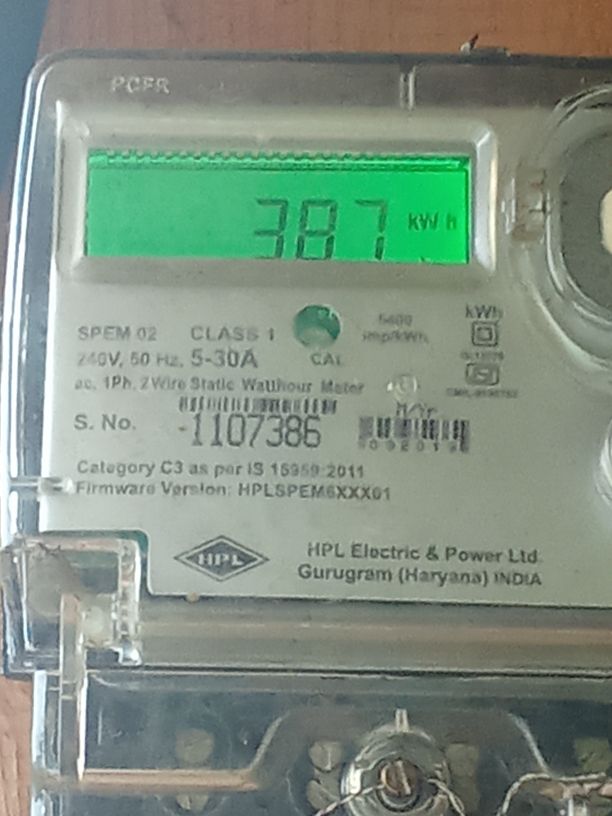 387 kWh
SPEM 02 CLASS 1
imp/kWh
kWh
240V, 50 Hz, 5-30A
CAL
ac, 1Ph, 2Wire Static Watthour Meter
M/Yr
S. No. 1107386
Category C3 as per IS 15959:2011
Firmware Version: HPLSPEM6XXX01
HPL
HPL Electric & Power Ltd.
Gurugram (Haryana) INDIA